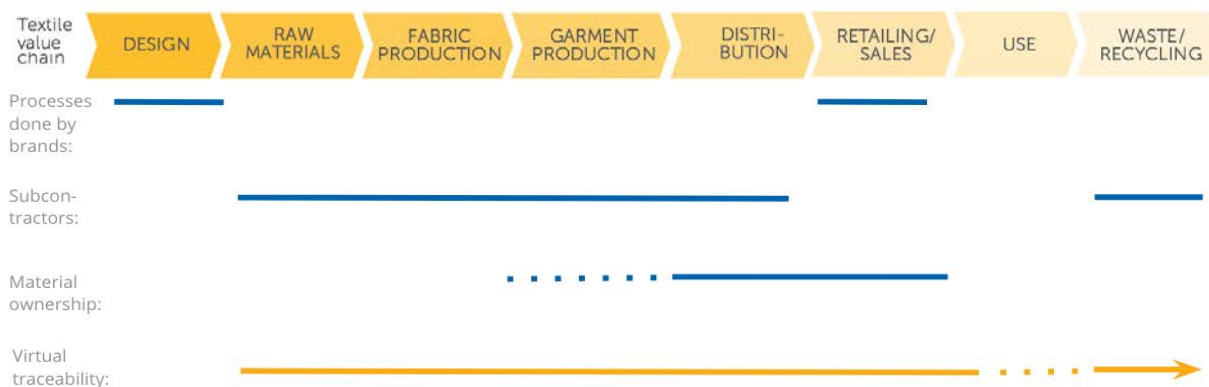 Textile
value
chain
DESIGN
RAW
MATERIALS
FABRIC
PRODUCTION
GARMENT
PRODUCTION
DISTRI-
BUTION
RETAILING/
SALES
USE
WASTE/
RECYCLING
Processes
done by
brands:
Subcon-
tractors:
Material
ownership:
Virtual
traceability: